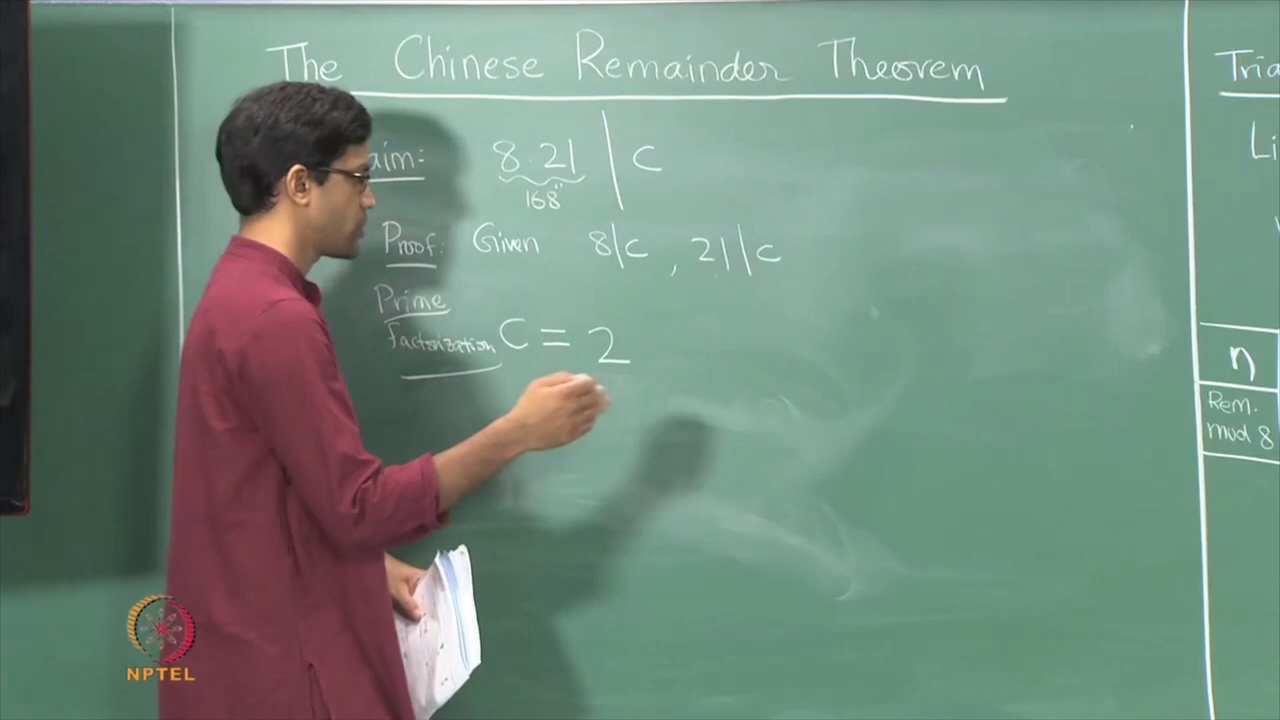 The Chinese Remainder Theorem
aim: 8.21 | c
168"
Proof: Given 8|c, 21|c
Prime
Factorization C = 2
Tria
Li
n
Rem.
mod 8
NPTEL